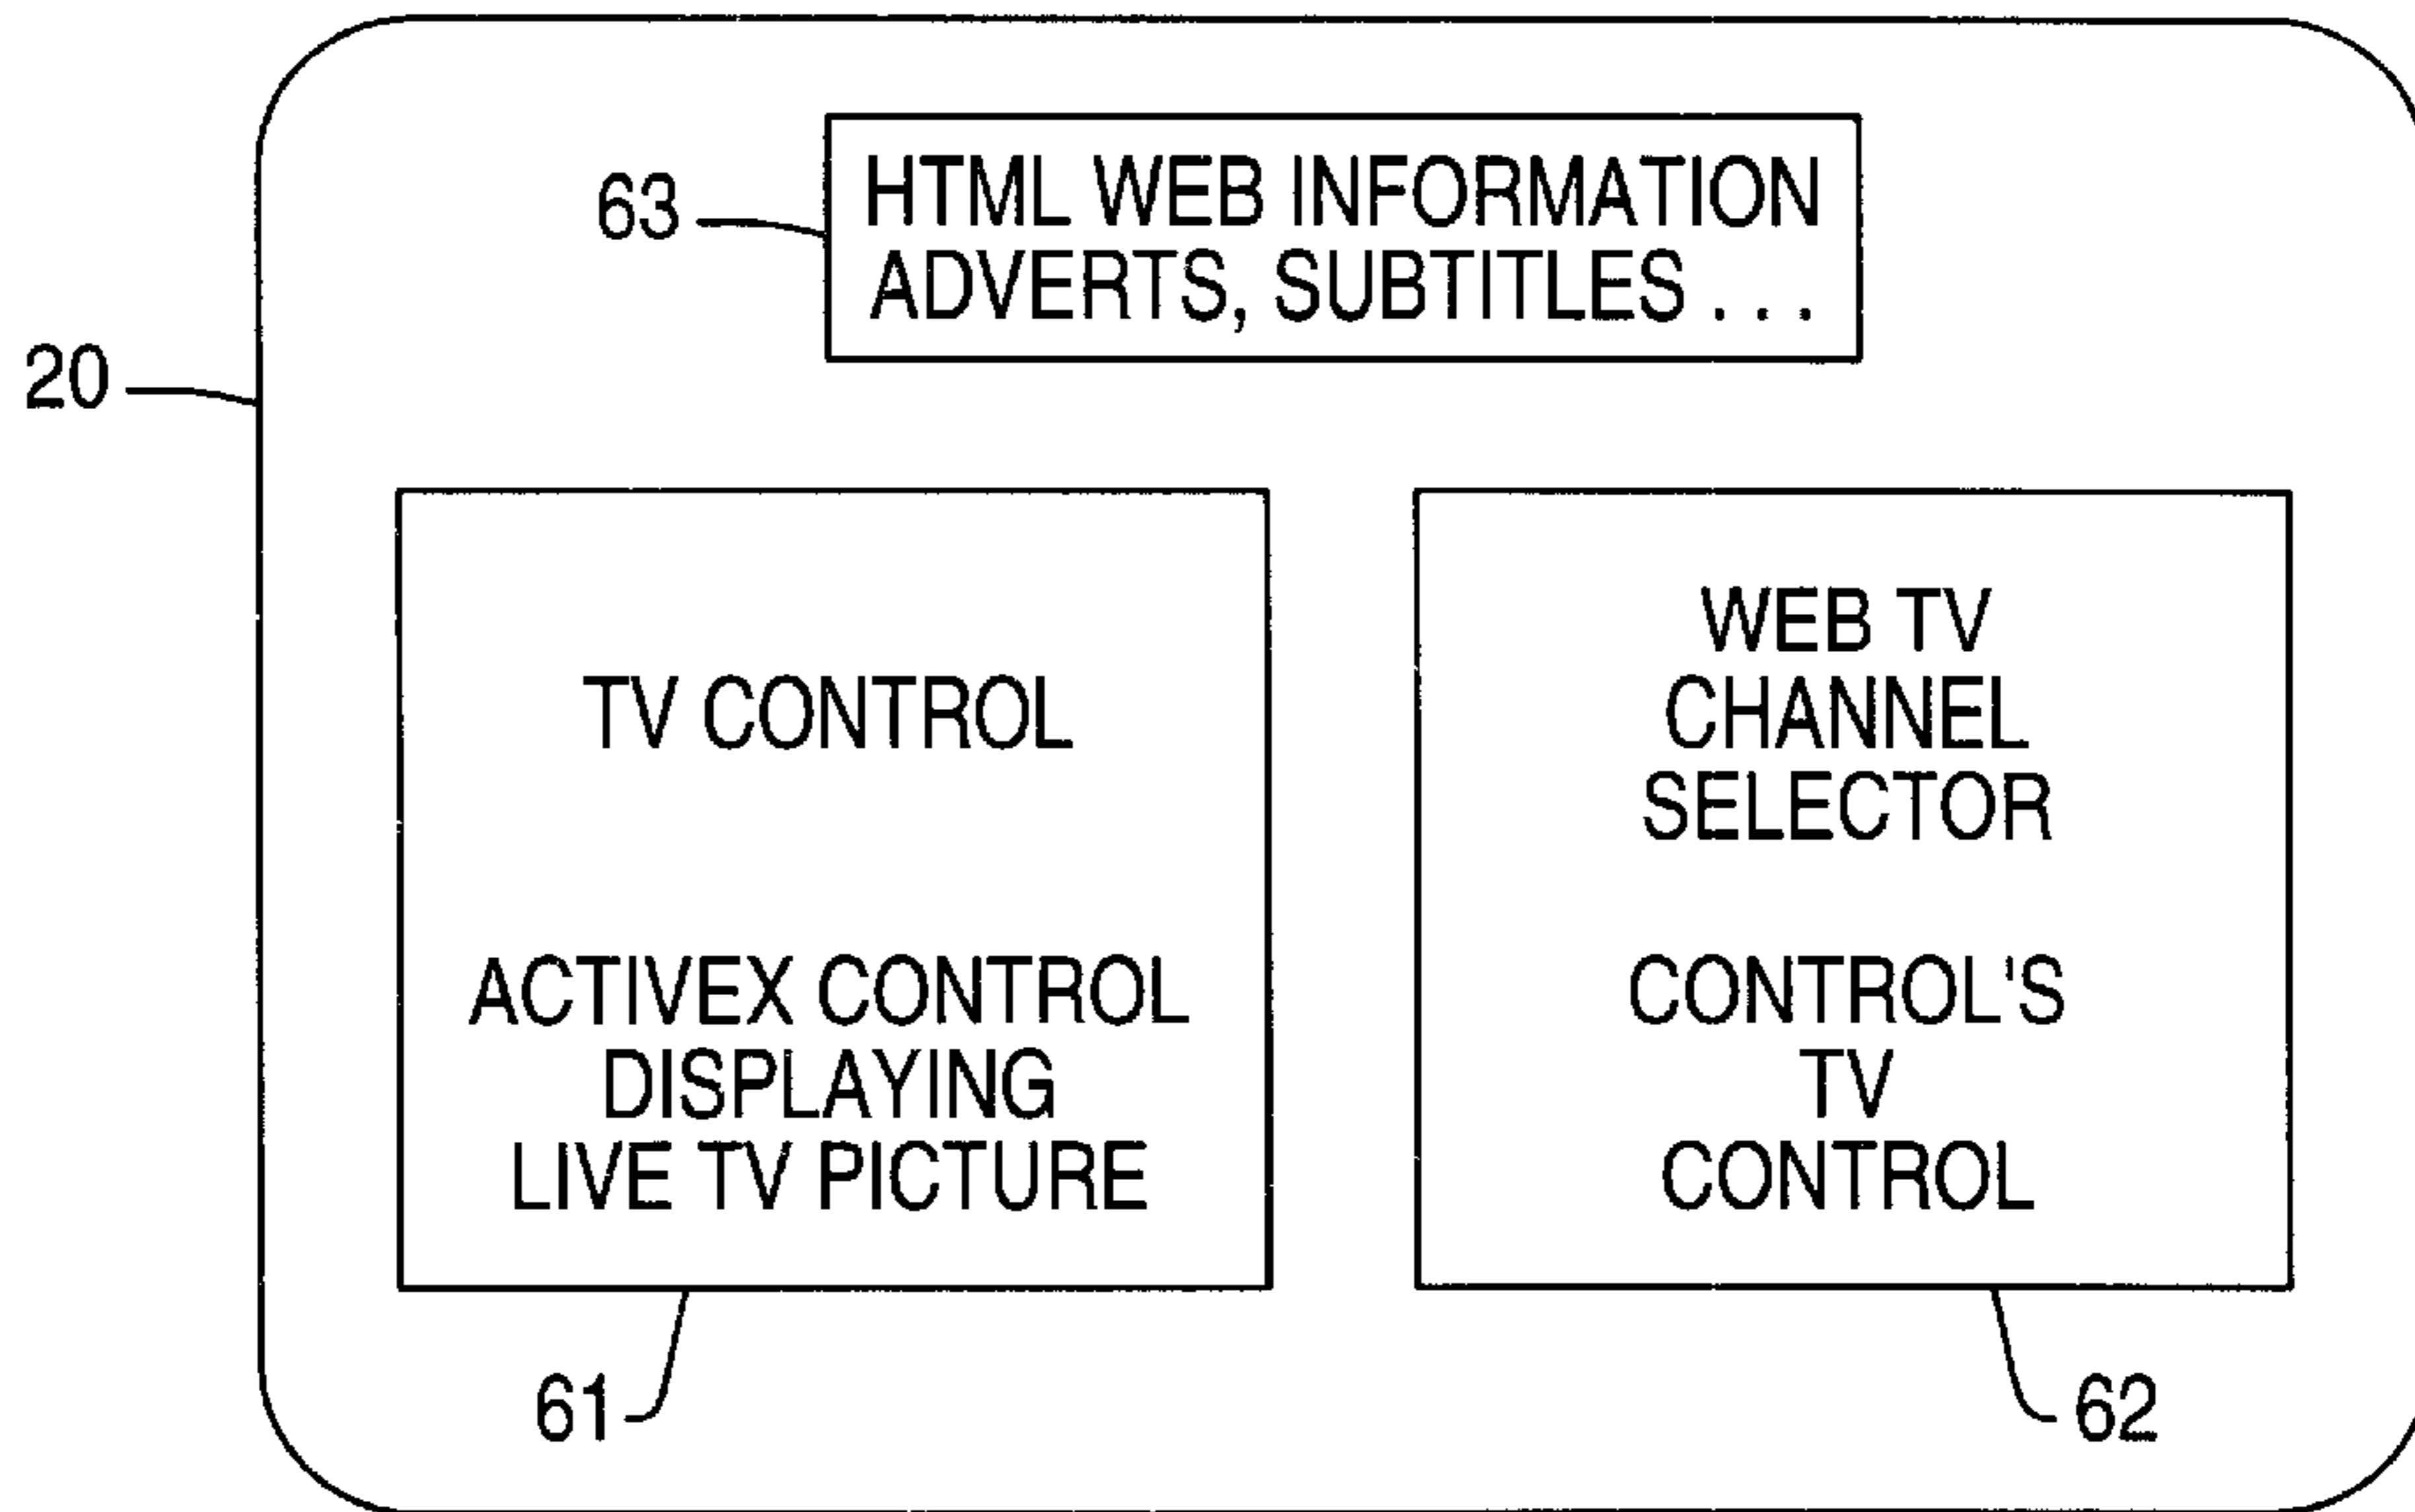 63
HTML WEB INFORMATION
ADVERTS, SUBTITLES . . .
20
TV CONTROL
ACTIVEX CONTROL
DISPLAYING
LIVE TV PICTURE
WEB TV
CHANNEL
SELECTOR
CONTROL'S
TV
CONTROL
61
62